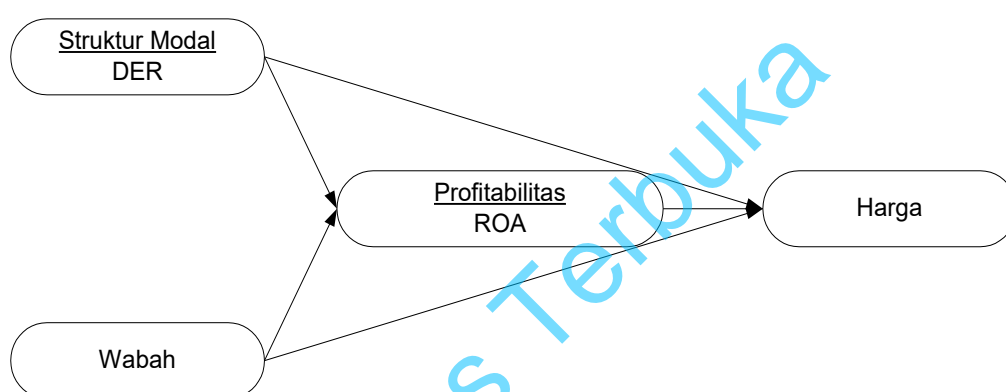 Struktur Modal
DER
Profitabilitas
ROA
Harga
Wabah
s Terbuka